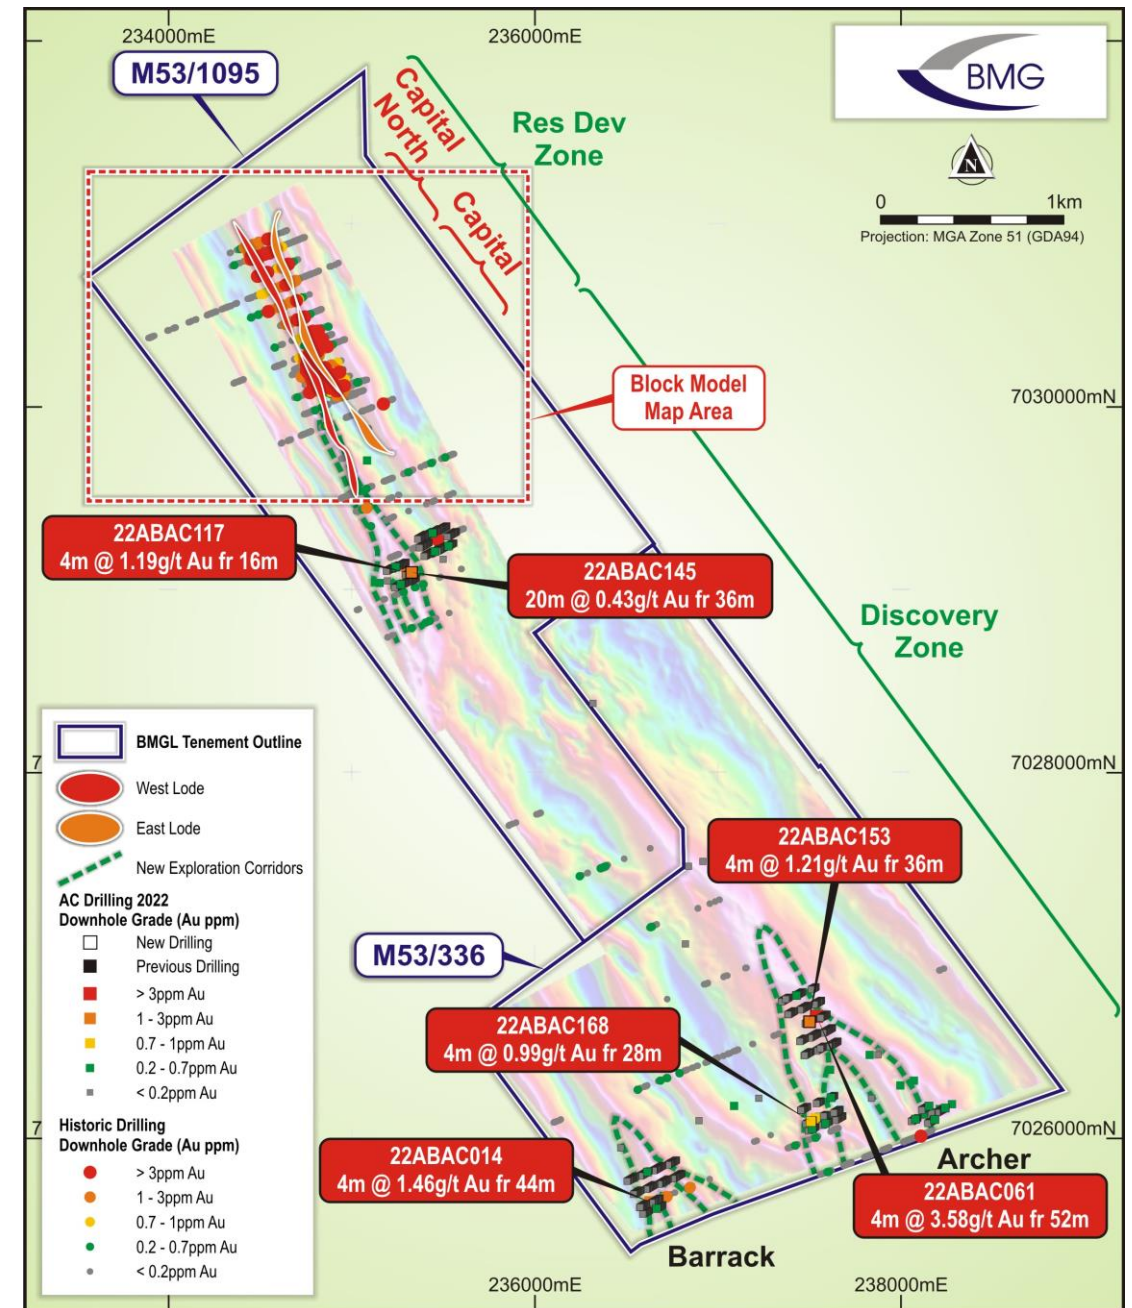 234000mE
236000mE
M53/1095
BMG
Capital
North
Capital
Res Dev
Zone
N
0 1km
Projection: MGA Zone 51 (GDA94)
Block Model
Map Area
7030000mN
22ABAC117
4m @ 1.19g/t Au fr 16m
22ABAC145
20m @ 0.43g/t Au fr 36m
Discovery
Zone
7
7028000mN
BMGL Tenement Outline
West Lode
East Lode
New Exploration Corridors
AC Drilling 2022
Downhole Grade (Au ppm)
New Drilling
Previous Drilling
> 3ppm Au
1 - 3ppm Au
0.7 - 1ppm Au
0.2 - 0.7ppm Au
< 0.2ppm Au
Historic Drilling
Downhole Grade (Au ppm)
> 3ppm Au
1 - 3ppm Au
0.7 - 1ppm Au
0.2 - 0.7ppm Au
< 0.2ppm Au
22ABAC153
4m @ 1.21g/t Au fr 36m
M53/336
22ABAC168
4m @ 0.99g/t Au fr 28m
7
7026000mN
22ABAC014
4m @ 1.46g/t Au fr 44m
Archer
22ABAC061
4m @ 3.58g/t Au fr 52m
Barrack
236000mE
238000mE